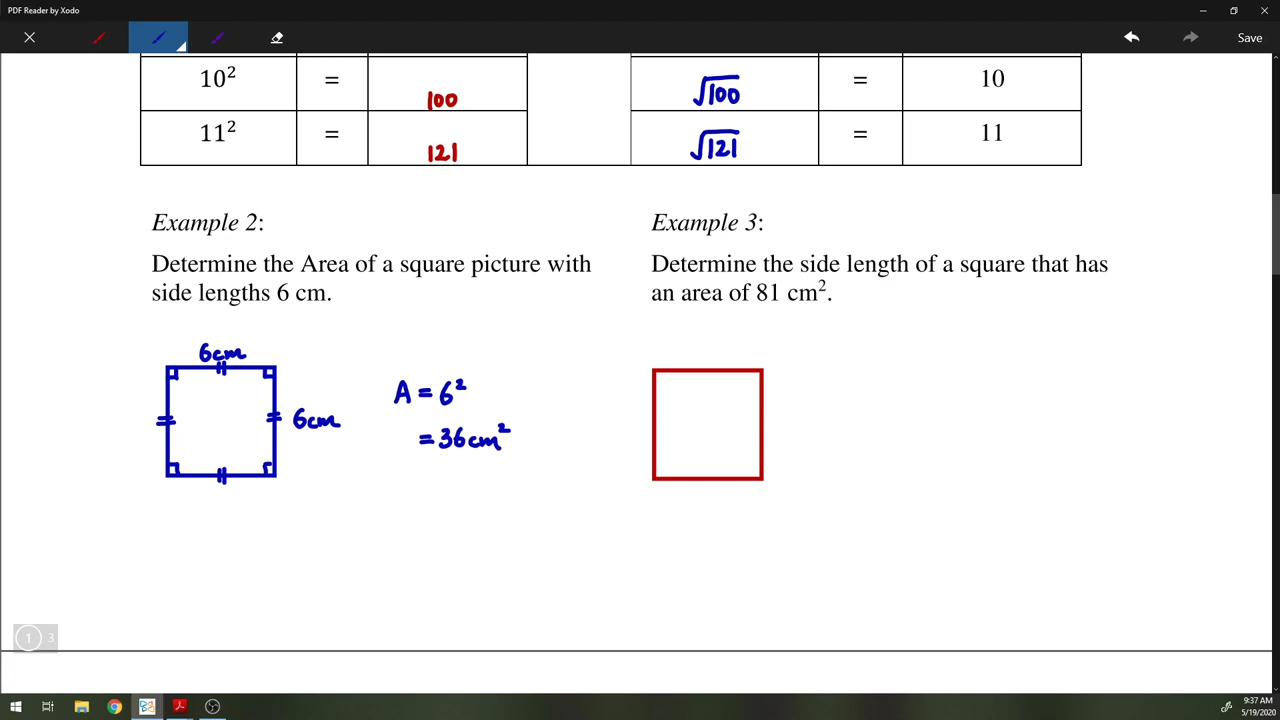 PDF Reader by Xodo
Save
10² = 100 √100 = 10
11² = 121 √121 = 11
Example 2:
Determine the Area of a square picture with
side lengths 6 cm.
6cm
6cm
A = 6²
= 36cm²
Example 3:
Determine the side length of a square that has
an area of 81 cm².
1 3
9:37 AM
5/19/2020